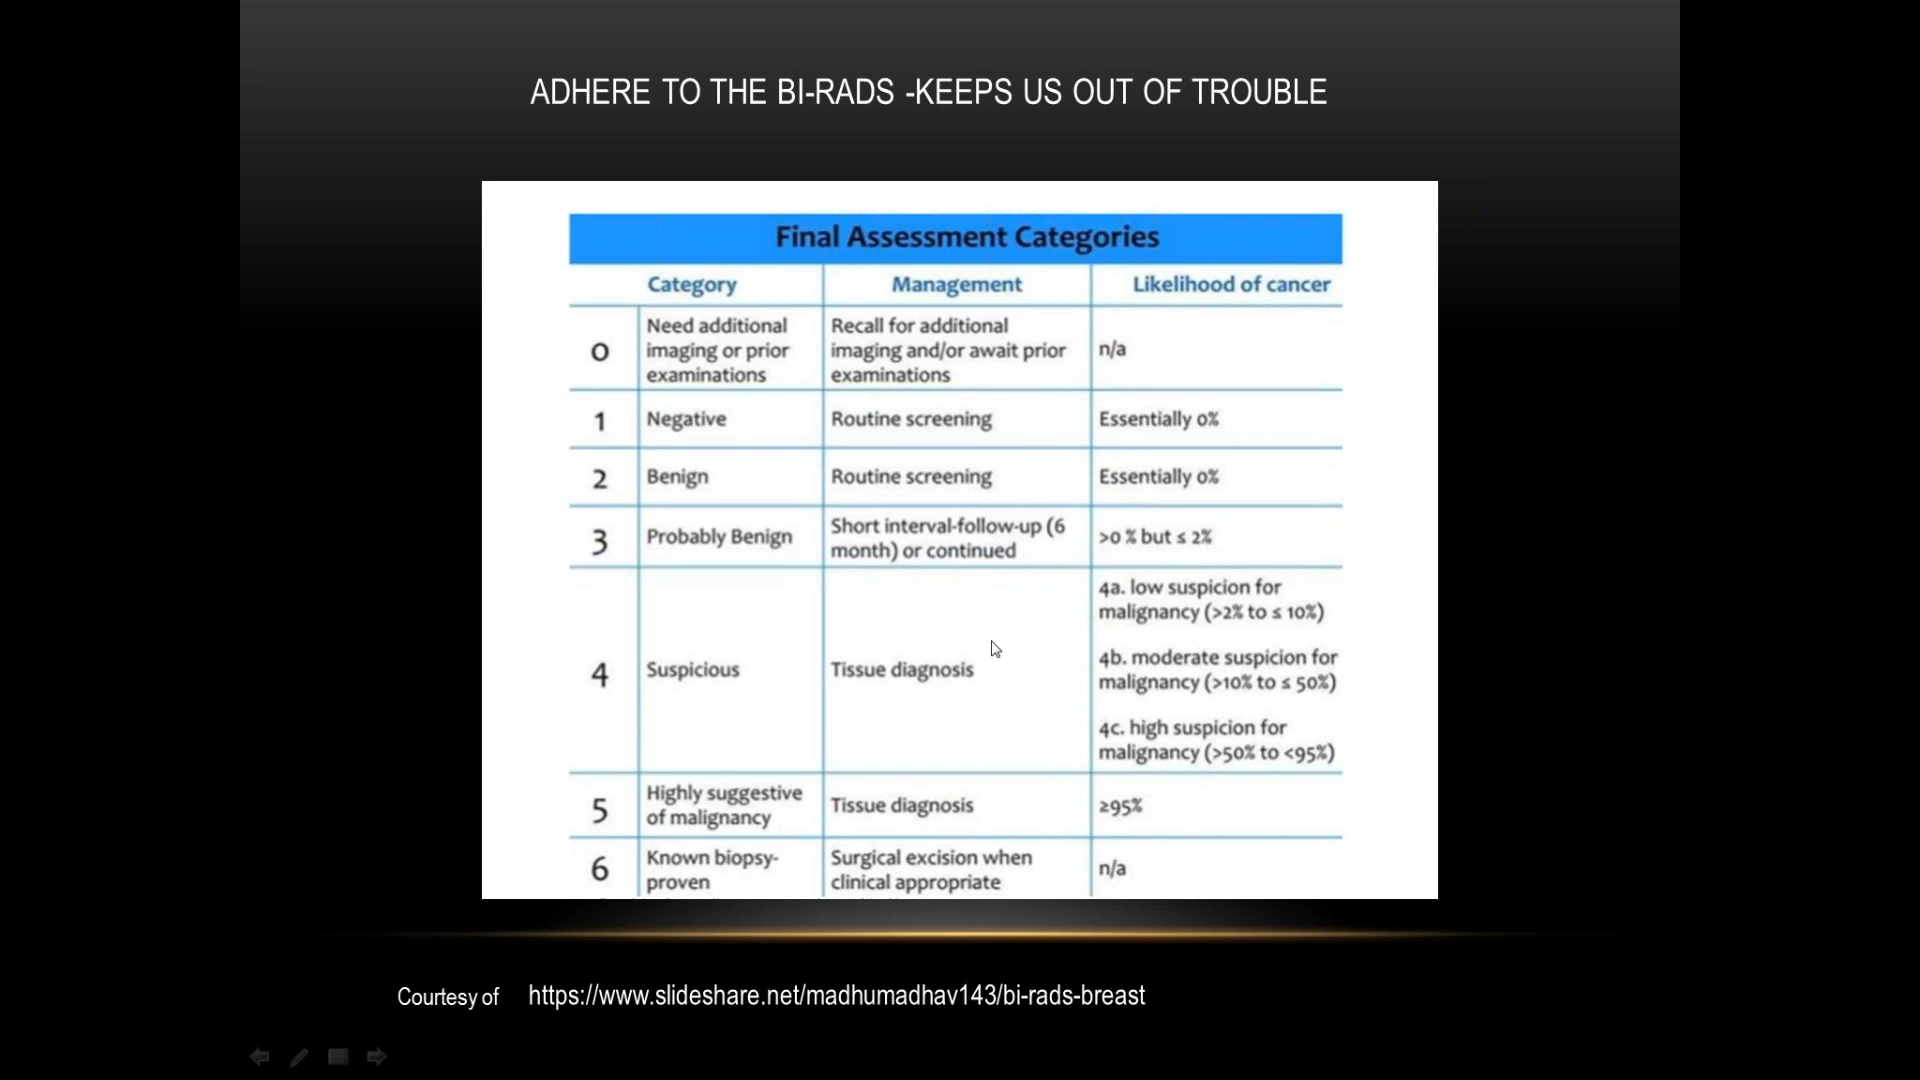 ADHERE TO THE BI-RADS -KEEPS US OUT OF TROUBLE
Final Assessment Categories
Category Management Likelihood of cancer
0 Need additional imaging or prior examinations Recall for additional imaging and/or await prior examinations n/a
1 Negative Routine screening Essentially 0%
2 Benign Routine screening Essentially 0%
3 Probably Benign Short interval-follow-up (6 month) or continued >0 % but ≤ 2%
4 Suspicious Tissue diagnosis 4a. low suspicion for malignancy (>2% to ≤ 10%)
4b. moderate suspicion for malignancy (>10% to ≤ 50%)
4c. high suspicion for malignancy (>50% to <95%)
5 Highly suggestive of malignancy Tissue diagnosis ≥95%
6 Known biopsy-proven Surgical excision when clinical appropriate n/a
Courtesy of https://www.slideshare.net/madhumadhav143/bi-rads-breast